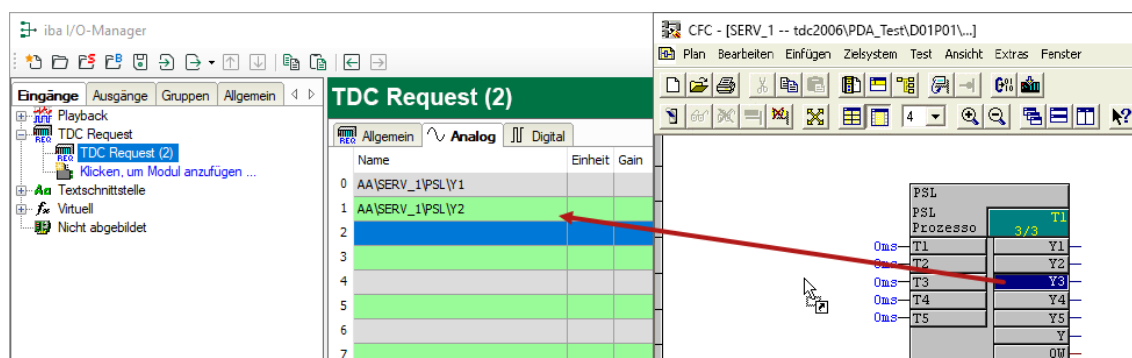 iba I/O-Manager
Eingänge Ausgänge Gruppen Allgemein
Playback
TDC Request
TDC Request (2)
Klicken, um Modul anzufügen ...
Textschnittstelle
Virtuell
Nicht abgebildet
TDC Request (2)
Allgemein Analog Digital
Name Einheit Gain
0 AA\SERV_1\PSL\Y1
1 AA\SERV_1\PSL\Y2
2
3
4
5
6
7
CFC - [SERV_1 -- tdc2006\PDA_Test\D01P01\...]
Plan Bearbeiten Einfügen Zielsystem Test Ansicht Extras Fenster
4
PSL
PSL T1
Prozesso 3/3
0ms T1 Y1
0ms T2 Y2
0ms T3 Y3
0ms T4 Y4
0ms T5 Y5
Y
QW